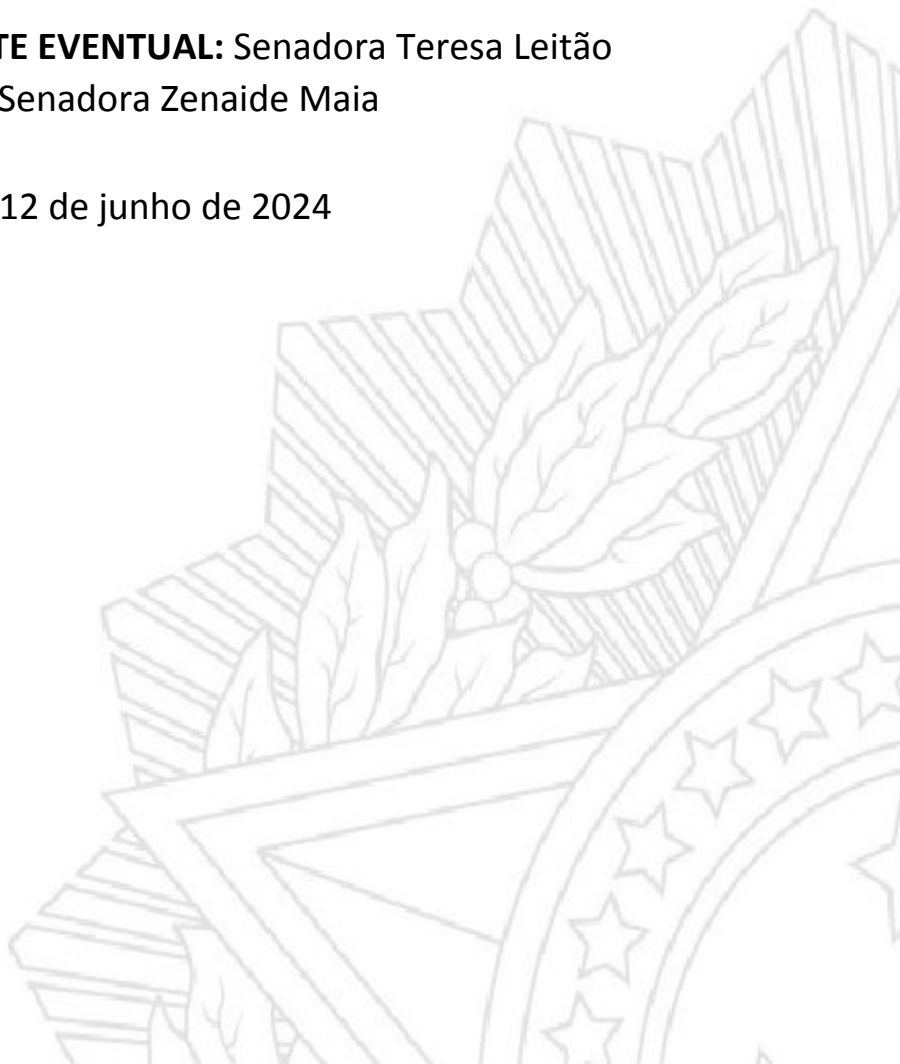 TE EVENTUAL: Senadora Teresa Leitão
Senadora Zenaide Maia
12 de junho de 2024